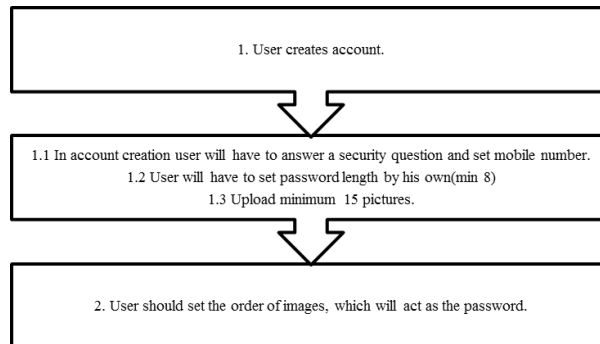 1. User creates account.
1.1 In account creation user will have to answer a security question and set mobile number.
1.2 User will have to set password length by his own(min 8)
1.3 Upload minimum 15 pictures.
2. User should set the order of images, which will act as the password.